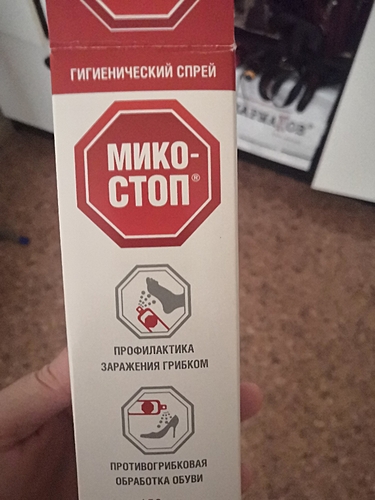 ГИГИЕНИЧЕСКИЙ СПРЕЙ
МИКО-
СТОП®
ПРОФИЛАКТИКА
ЗАРАЖЕНИЯ ГРИБКОМ
ПРОТИВОГРИБКОВАЯ
ОБРАБОТКА ОБУВИ